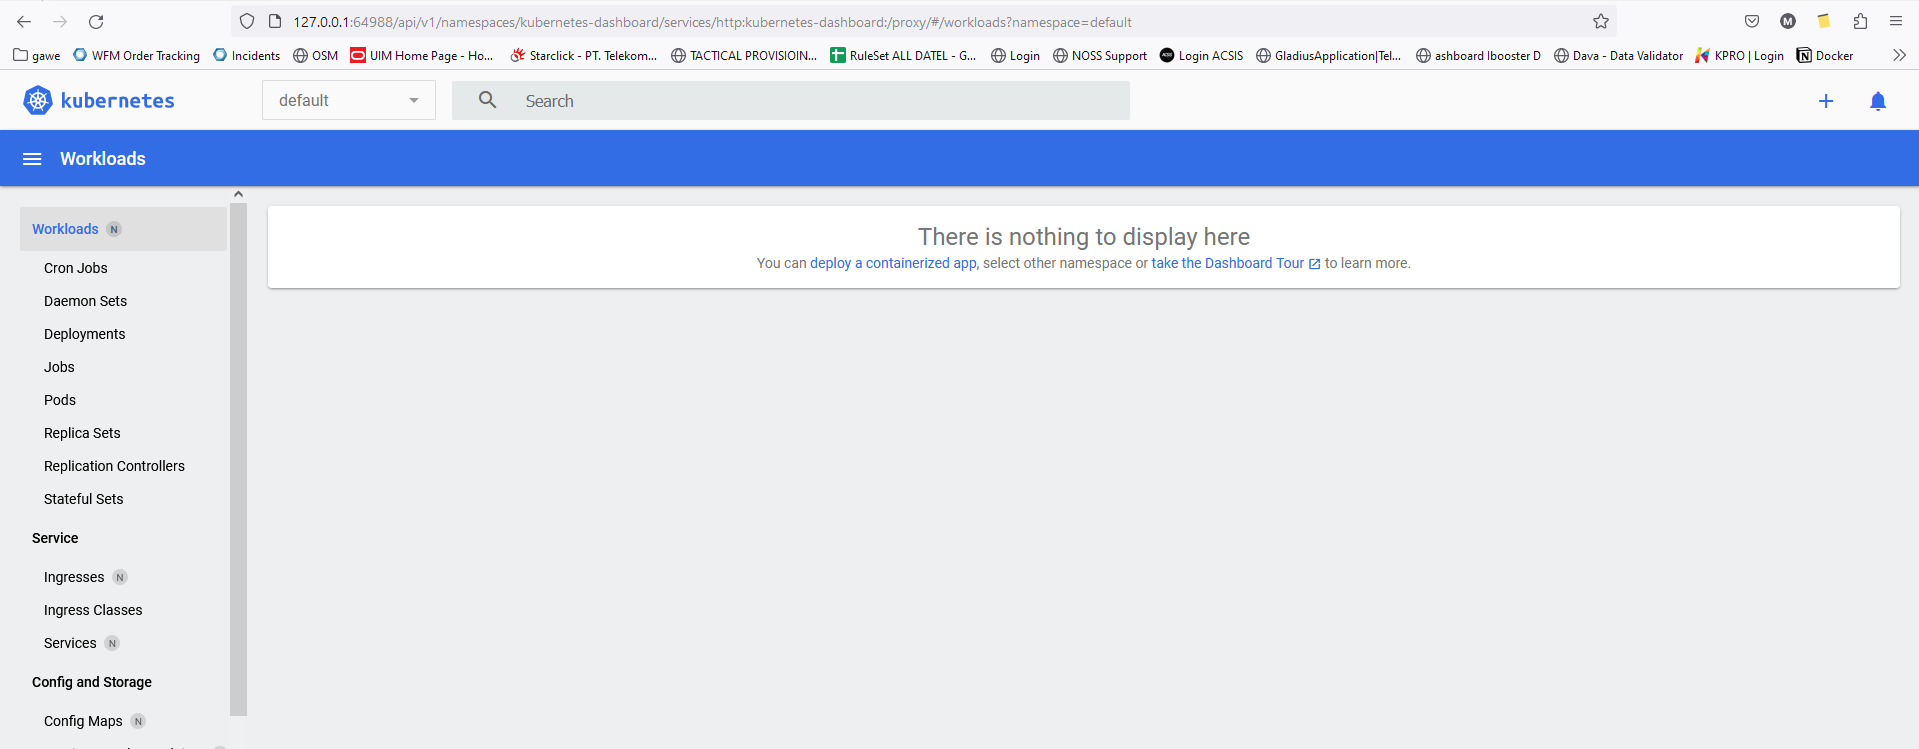 127.0.0.1:64988/api/v1/namespaces/kubernetes-dashboard/services/http:kubernetes-dashboard:/proxy/#/workloads?namespace=default
gawe WFM Order Tracking Incidents OSM UIM Home Page - Ho... Starclick - PT. Telekom... TACTICAL PROVISIOIN... RuleSet ALL DATEL - G... Login NOSS Support Login ACSIS GladiusApplication|Tel... ashboard Ibooster D Dava - Data Validator KPRO | Login Docker
kubernetes default Search
Workloads
Workloads N
Cron Jobs
Daemon Sets
Deployments
Jobs
Pods
Replica Sets
Replication Controllers
Stateful Sets
Service
Ingresses N
Ingress Classes
Services N
Config and Storage
Config Maps N
There is nothing to display here
You can deploy a containerized app, select other namespace or take the Dashboard Tour to learn more.